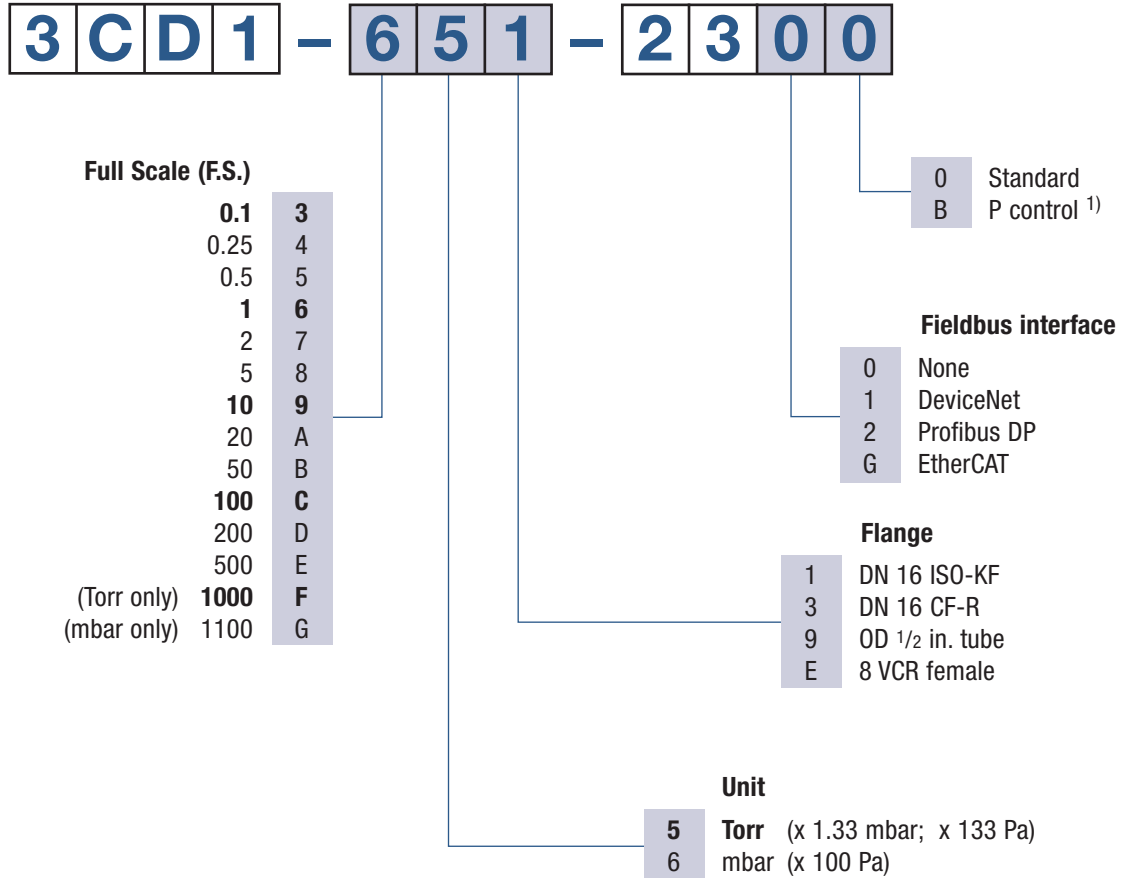 3CD1 – 651 – 2300
Full Scale (F.S.)
0.1 3
0.25 4
0.5 5
1 6
2 7
5 8
10 9
20 A
50 B
100 C
200 D
500 E
(Torr only) 1000 F
(mbar only) 1100 G
0 Standard
B P control 1)
Fieldbus interface
0 None
1 DeviceNet
2 Profibus DP
G EtherCAT
Flange
1 DN 16 ISO-KF
3 DN 16 CF-R
9 OD 1/2 in. tube
E 8 VCR female
Unit
5 Torr (x 1.33 mbar; x 133 Pa)
6 mbar (x 100 Pa)